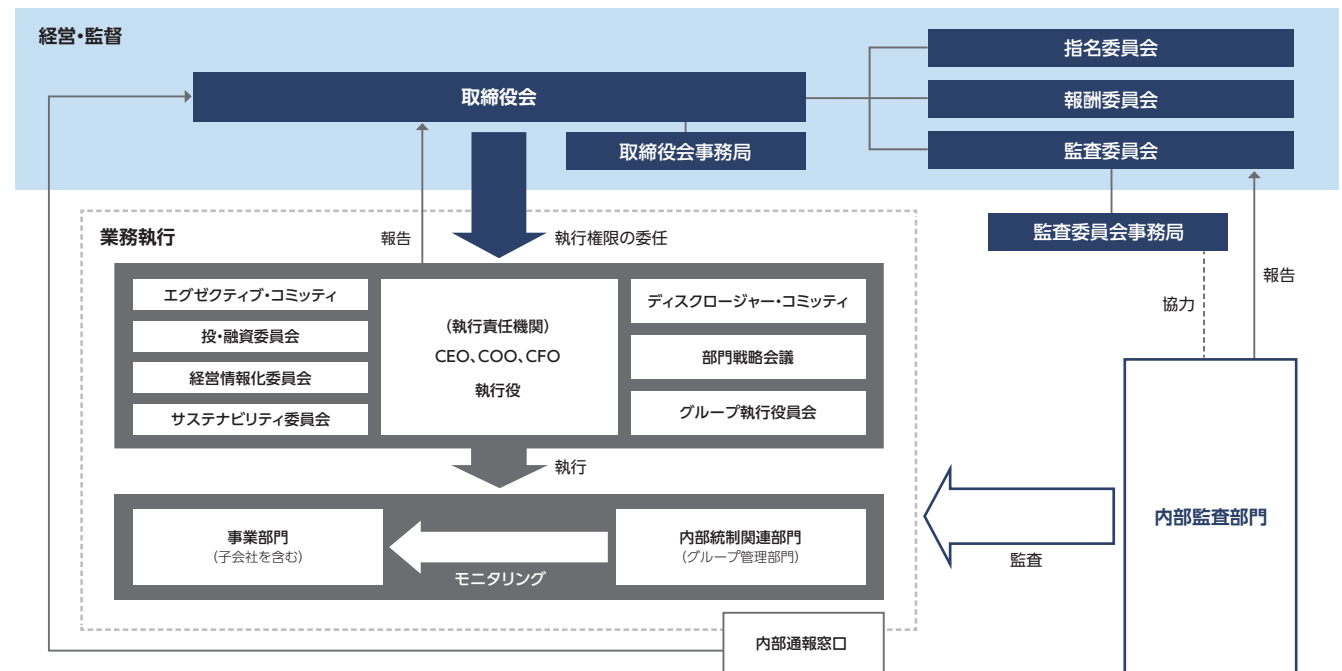 経営・監督
取締役会
取締役会事務局
指名委員会
報酬委員会
監査委員会
監査委員会事務局
業務執行
報告
執行権限の委任
協力
報告
エグゼクティブ・コミッティ
投・融資委員会
経営情報化委員会
サステナビリティ委員会
(執行責任機関)
CEO、COO、CFO
執行役
ディスクロージャー・コミッティ
部門戦略会議
グループ執行役員会
執行
事業部門
(子会社を含む)
モニタリング
内部統制関連部門
(グループ管理部門)
監査
内部監査部門
内部通報窓口